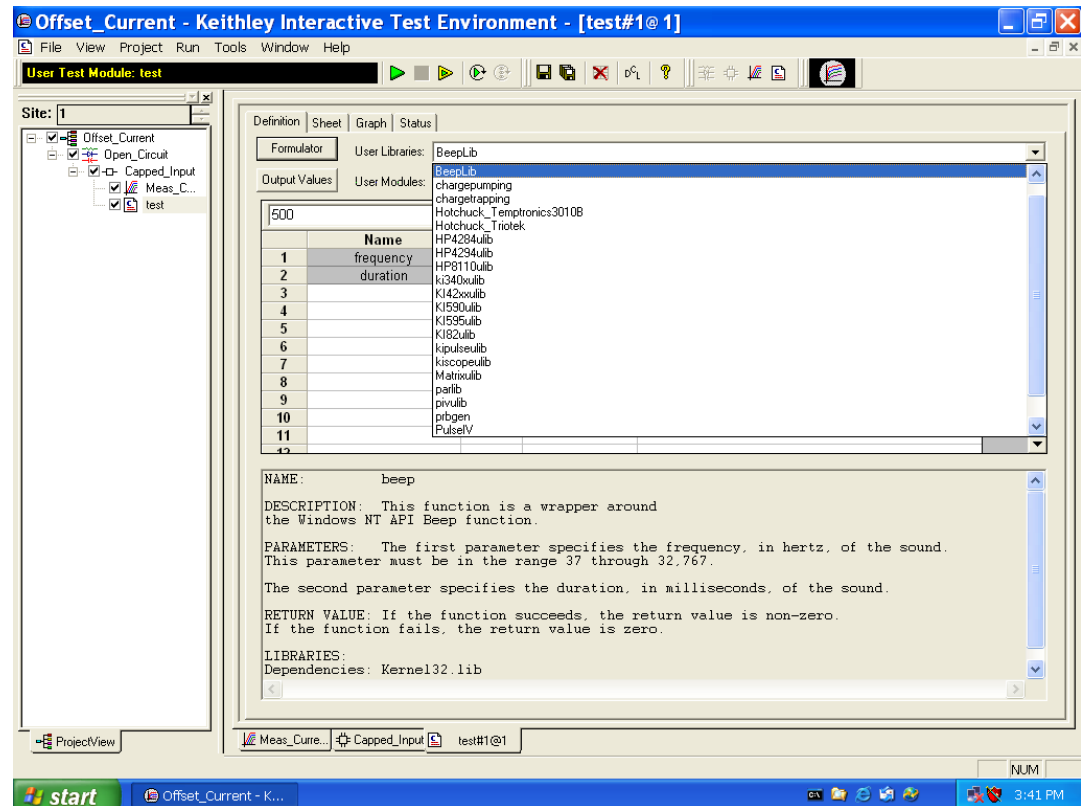 Offset_Current - Keithley Interactive Test Environment - [test#1@1]
File View Project Run Tools Window Help
User Test Module: test
Site: 1
Offset_Current
Open_Circuit
Capped_Input
Meas_C...
test
Definition Sheet Graph Status
Formulator User Libraries: BeepLib
Output Values User Modules:
BeepLib
chargepumping
chargetrapping
Hotchuck_Temptronics3010B
Hotchuck_Triotek
HP4284ulib
HP4294ulib
HP8110ulib
ki340xulib
KI42xxulib
KI590ulib
KI595ulib
KI82ulib
kipulseulib
kiscopeulib
Matrixulib
parlib
pivulib
prbgen
PulseIV
500
Name
1 frequency
2 duration
3
4
5
6
7
8
9
10
11
12
NAME: beep
DESCRIPTION: This function is a wrapper around
the Windows NT API Beep function.
PARAMETERS: The first parameter specifies the frequency, in hertz, of the sound.
This parameter must be in the range 37 through 32,767.
The second parameter specifies the duration, in milliseconds, of the sound.
RETURN VALUE: If the function succeeds, the return value is non-zero.
If the function fails, the return value is zero.
LIBRARIES:
Dependencies: Kernel32.lib
ProjectView
Meas_Curre... Capped_Input test#1@1
NUM
start Offset_Current - K... 3:41 PM